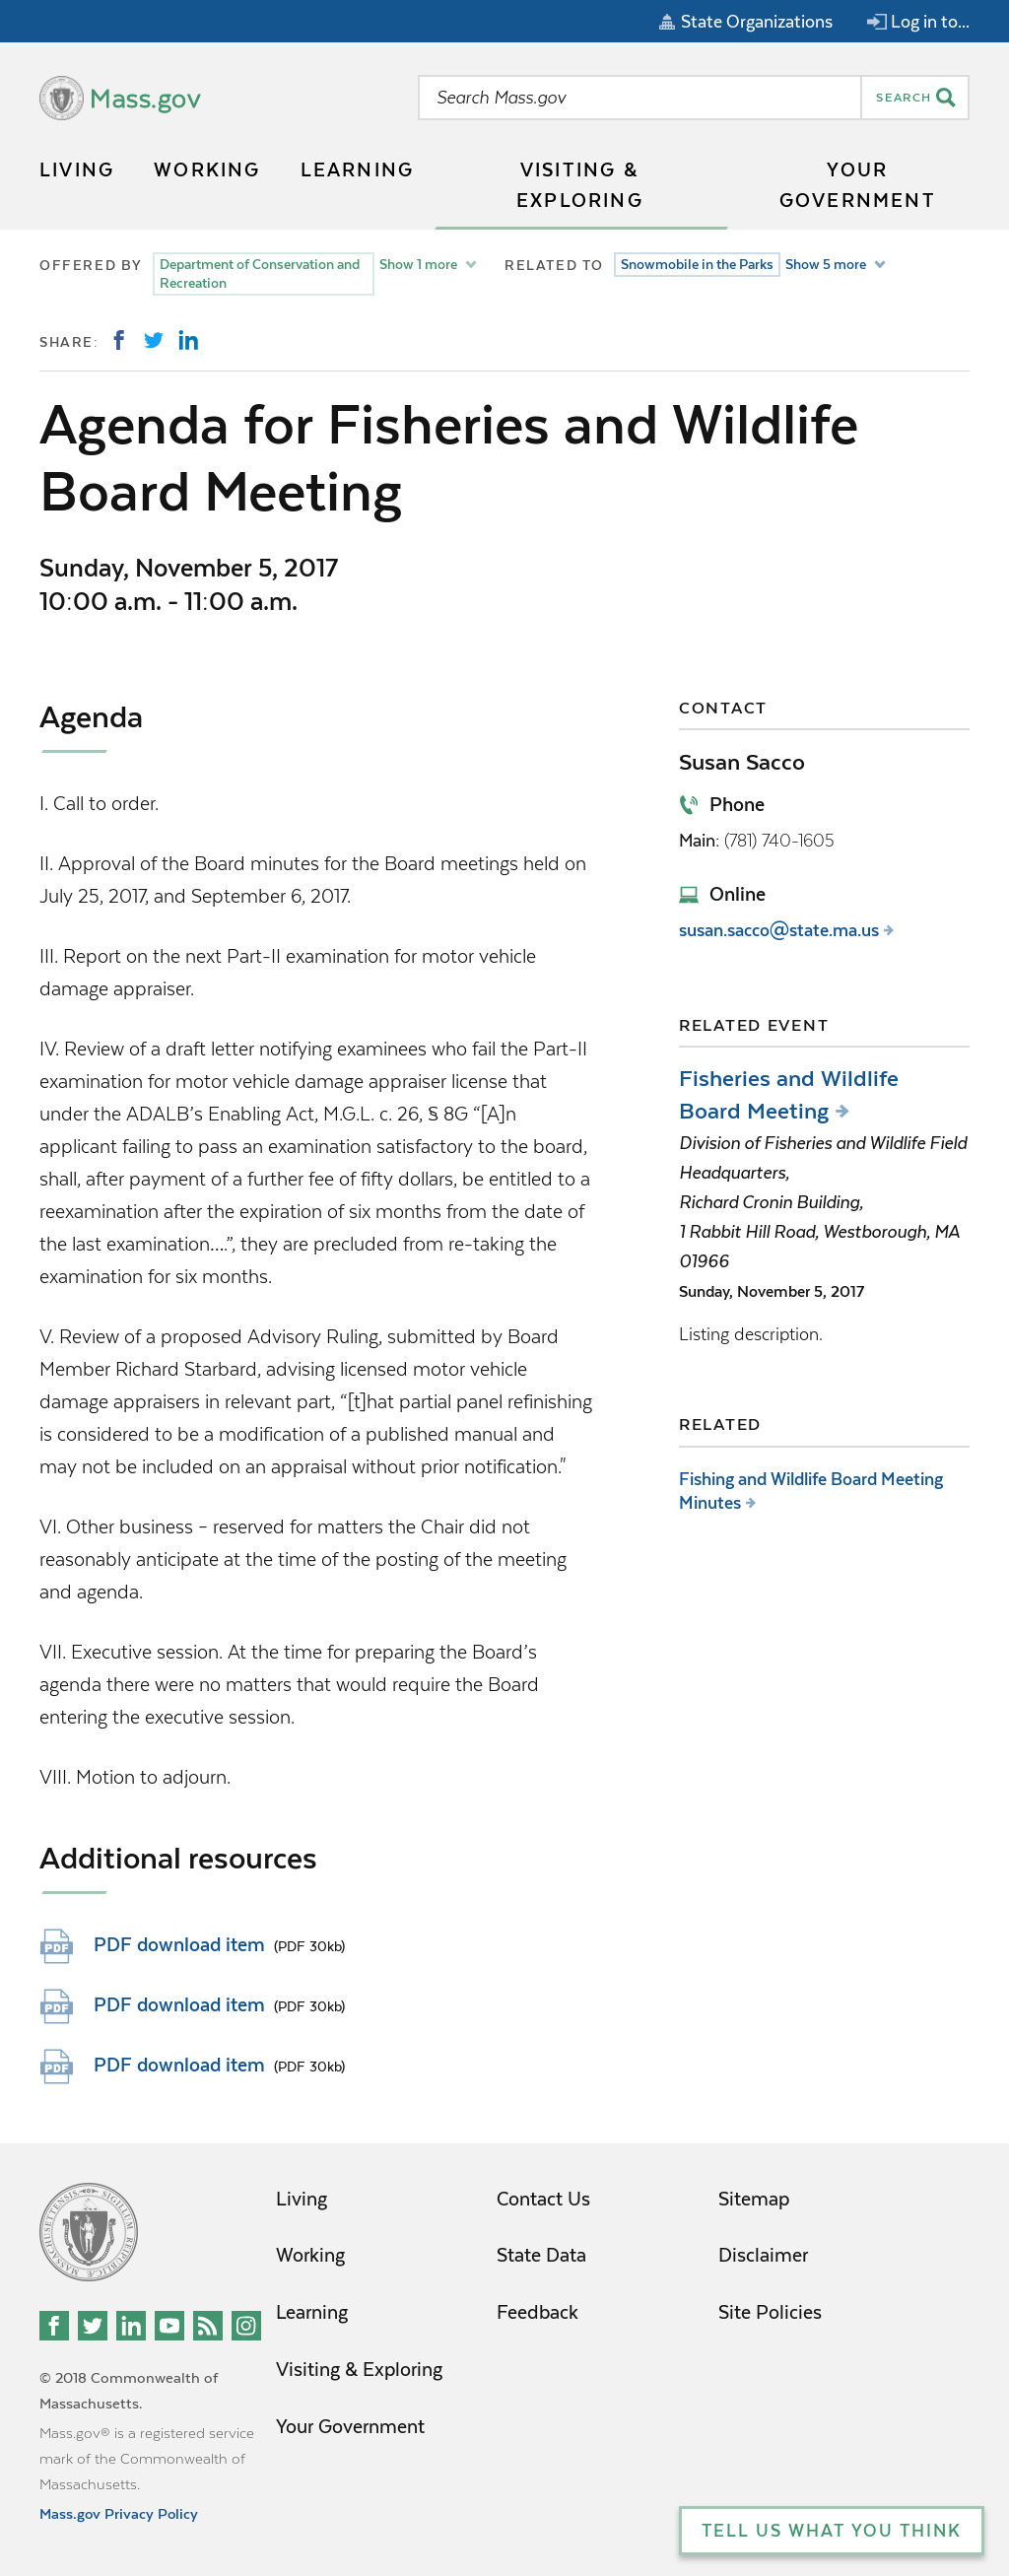 State Organizations Log in to...
Mass.gov
Search Mass.gov SEARCH
LIVING WORKING LEARNING VISITING & EXPLORING YOUR GOVERNMENT
OFFERED BY Department of Conservation and Recreation Show 1 more RELATED TO Snowmobile in the Parks Show 5 more
SHARE:
Agenda for Fisheries and Wildlife
Board Meeting
Sunday, November 5, 2017
10:00 a.m. - 11:00 a.m.
Agenda
I. Call to order.
II. Approval of the Board minutes for the Board meetings held on
July 25, 2017, and September 6, 2017.
III. Report on the next Part-II examination for motor vehicle
damage appraiser.
IV. Review of a draft letter notifying examinees who fail the Part-II
examination for motor vehicle damage appraiser license that
under the ADALB’s Enabling Act, M.G.L. c. 26, § 8G “[A]n
applicant failing to pass an examination satisfactory to the board,
shall, after payment of a further fee of fifty dollars, be entitled to a
reexamination after the expiration of six months from the date of
the last examination….”, they are precluded from re-taking the
examination for six months.
V. Review of a proposed Advisory Ruling, submitted by Board
Member Richard Starbard, advising licensed motor vehicle
damage appraisers in relevant part, “[t]hat partial panel refinishing
is considered to be a modification of a published manual and
may not be included on an appraisal without prior notification."
VI. Other business – reserved for matters the Chair did not
reasonably anticipate at the time of the posting of the meeting
and agenda.
VII. Executive session. At the time for preparing the Board’s
agenda there were no matters that would require the Board
entering the executive session.
VIII. Motion to adjourn.
Additional resources
PDF PDF download item (PDF 30kb)
PDF PDF download item (PDF 30kb)
PDF PDF download item (PDF 30kb)
CONTACT
Susan Sacco
Phone
Main: (781) 740-1605
Online
susan.sacco@state.ma.us
RELATED EVENT
Fisheries and Wildlife
Board Meeting
Division of Fisheries and Wildlife Field
Headquarters,
Richard Cronin Building,
1 Rabbit Hill Road, Westborough, MA
01966
Sunday, November 5, 2017
Listing description.
RELATED
Fishing and Wildlife Board Meeting
Minutes
Living
Working
Learning
Visiting & Exploring
Your Government
Contact Us
State Data
Feedback
Sitemap
Disclaimer
Site Policies
© 2018 Commonwealth of
Massachusetts.
Mass.gov® is a registered service
mark of the Commonwealth of
Massachusetts.
Mass.gov Privacy Policy
TELL US WHAT YOU THINK